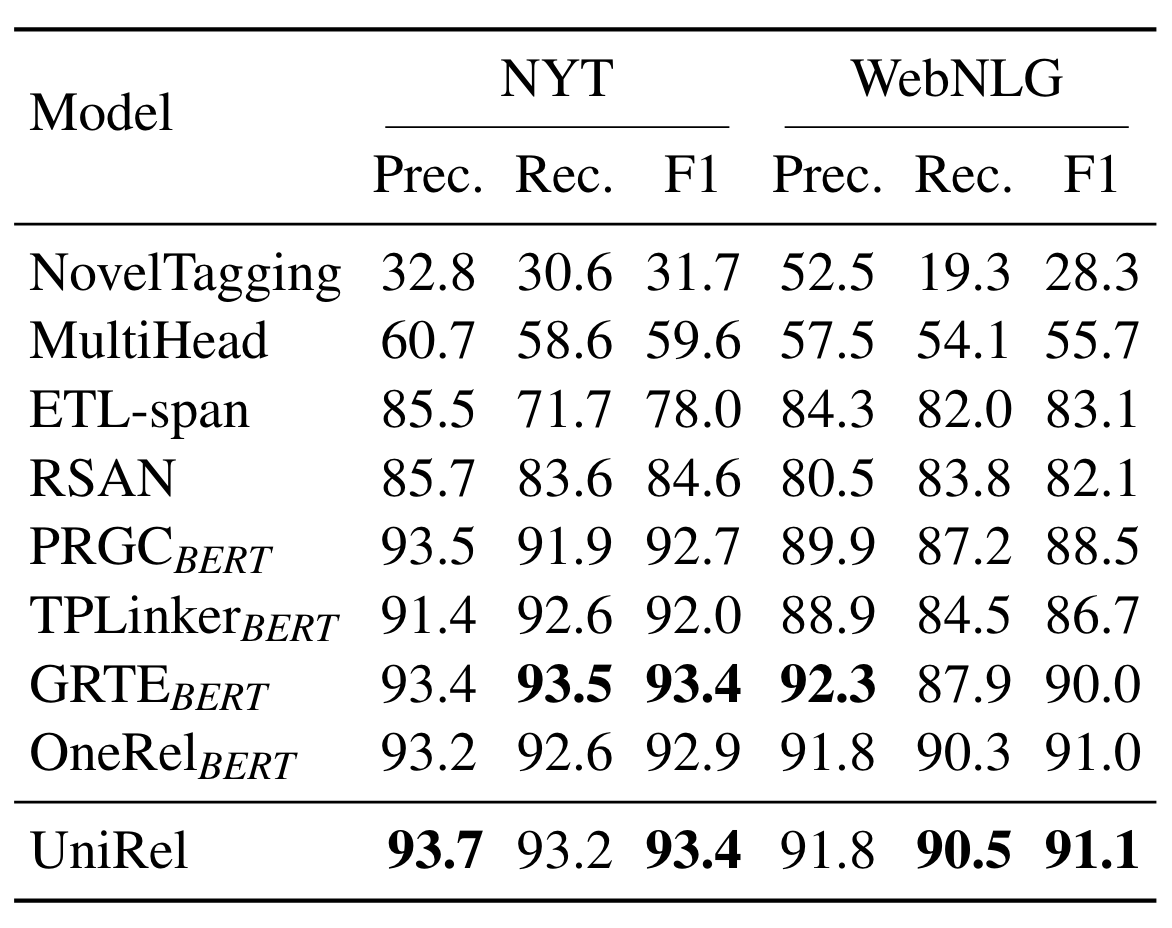 NYT WebNLG
Model
Prec. Rec. F1 Prec. Rec. F1
NovelTagging 32.8 30.6 31.7 52.5 19.3 28.3
MultiHead 60.7 58.6 59.6 57.5 54.1 55.7
ETL-span 85.5 71.7 78.0 84.3 82.0 83.1
RSAN 85.7 83.6 84.6 80.5 83.8 82.1
PRGC BERT 93.5 91.9 92.7 89.9 87.2 88.5
TPLinker BERT 91.4 92.6 92.0 88.9 84.5 86.7
GRTE BERT 93.4 93.5 93.4 92.3 87.9 90.0
OneRel BERT 93.2 92.6 92.9 91.8 90.3 91.0
UniRel 93.7 93.2 93.4 91.8 90.5 91.1